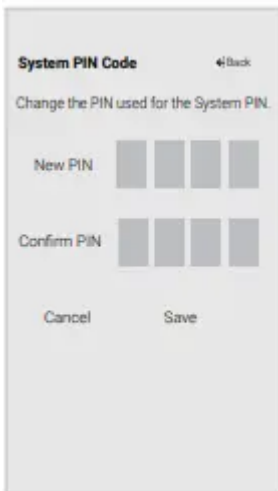 System PIN Code Back
Change the PIN used for the System PIN.
New PIN
Confirm PIN
Cancel Save